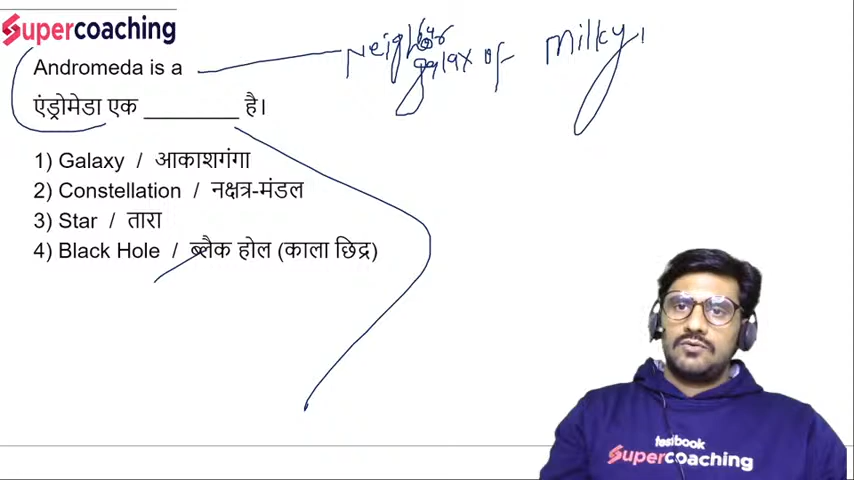 Supercoaching
Andromeda is a
Neighbour
galaxy of milky
एंड्रोमेडा एक ________ है।
1) Galaxy / आकाशगंगा
2) Constellation / नक्षत्र-मंडल
3) Star / तारा
4) Black Hole / ब्लैक होल (काला छिद्र)
testbook
Supercoaching